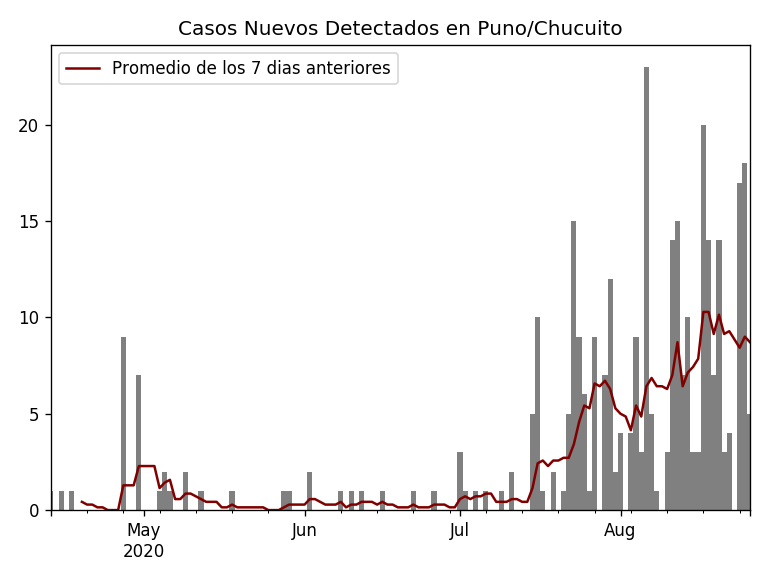 Casos Nuevos Detectados en Puno/Chucuito
Promedio de los 7 dias anteriores
20
15
10
5
0
May Jun Jul Aug
2020